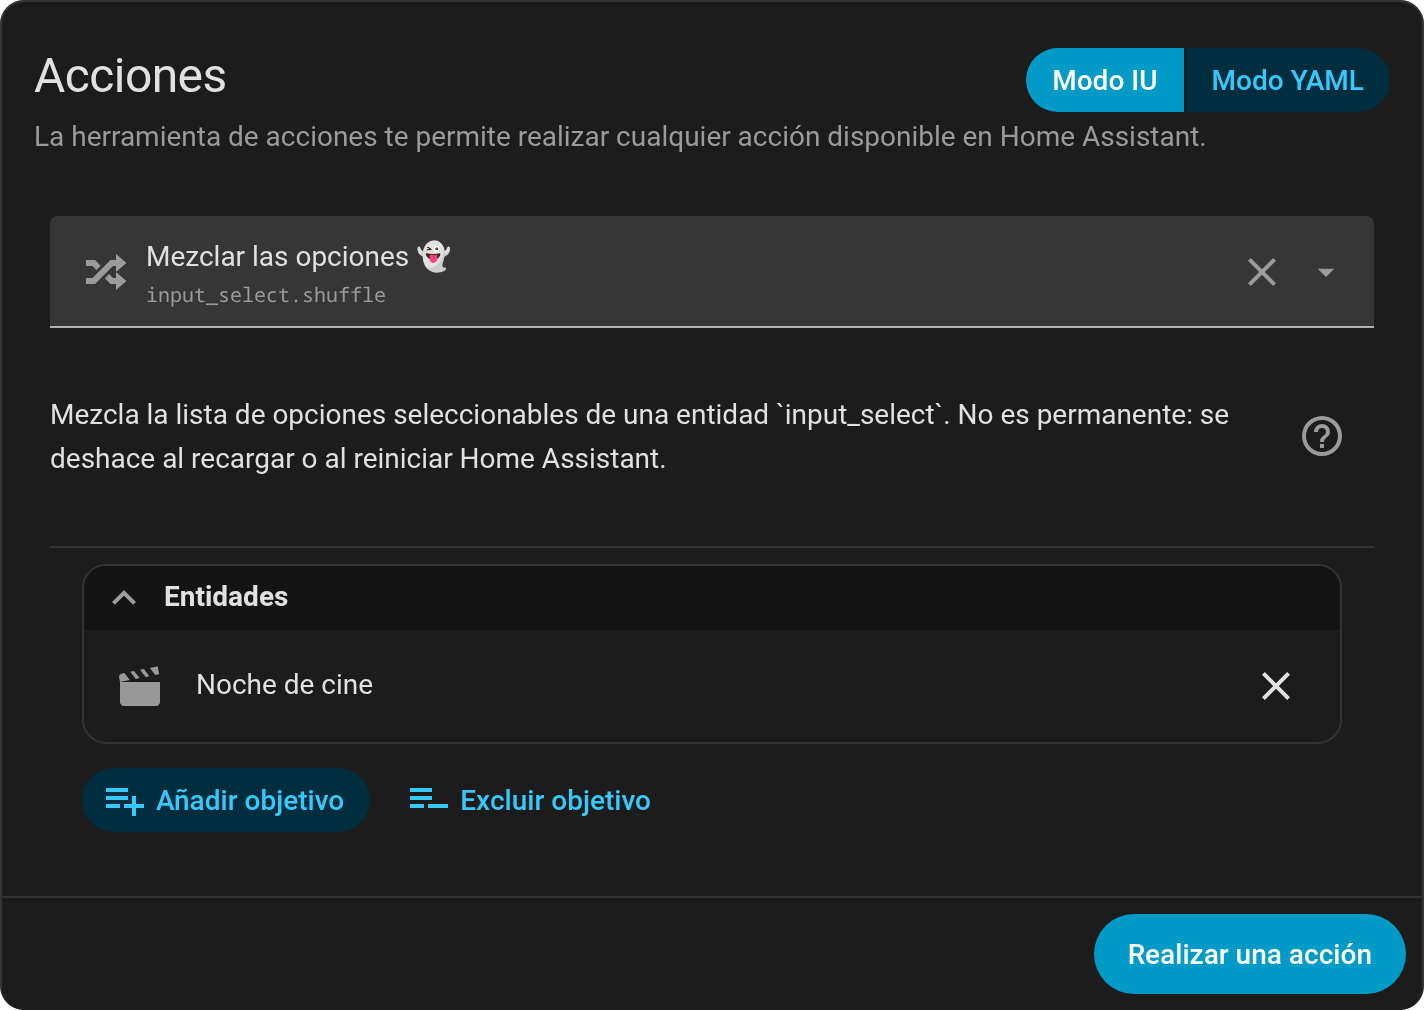 Acciones
Modo IU
Modo YAML
La herramienta de acciones te permite realizar cualquier acción disponible en Home Assistant.
Mezclar las opciones 👻
input_select.shuffle
Mezcla la lista de opciones seleccionables de una entidad `input_select`. No es permanente: se
deshace al recargar o al reiniciar Home Assistant.
Entidades
Noche de cine
Añadir objetivo
Excluir objetivo
Realizar una acción